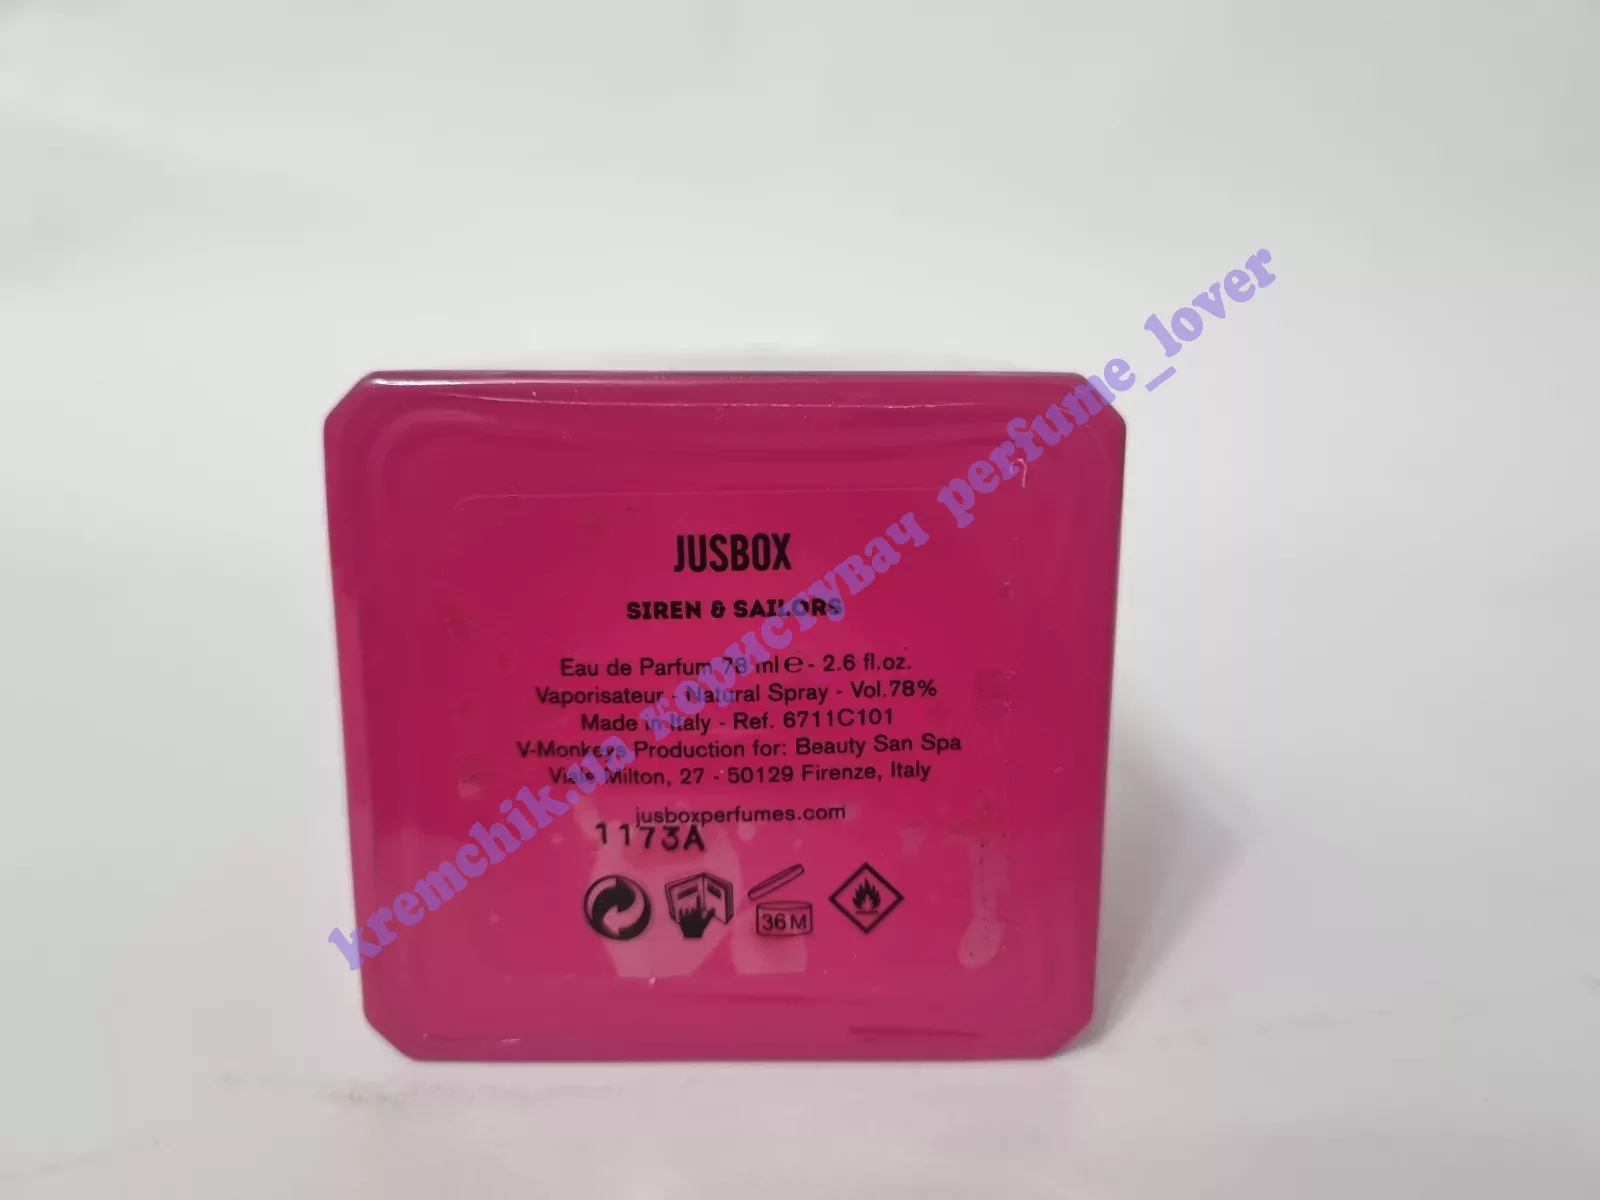 JUSBOX
SIREN & SAILORS
Eau de Parfum 78 ml ℮ - 2.6 fl.oz.
Vaporisateur - Natural Spray - Vol.78%
Made in Italy - Ref. 6711C101
V-Monkeys Production for: Beauty San Spa
Viale Milton, 27 - 50129 Firenze, Italy
jusboxperfumes.com
1173A
36 M
kremchik.ua користувач perfume_lover